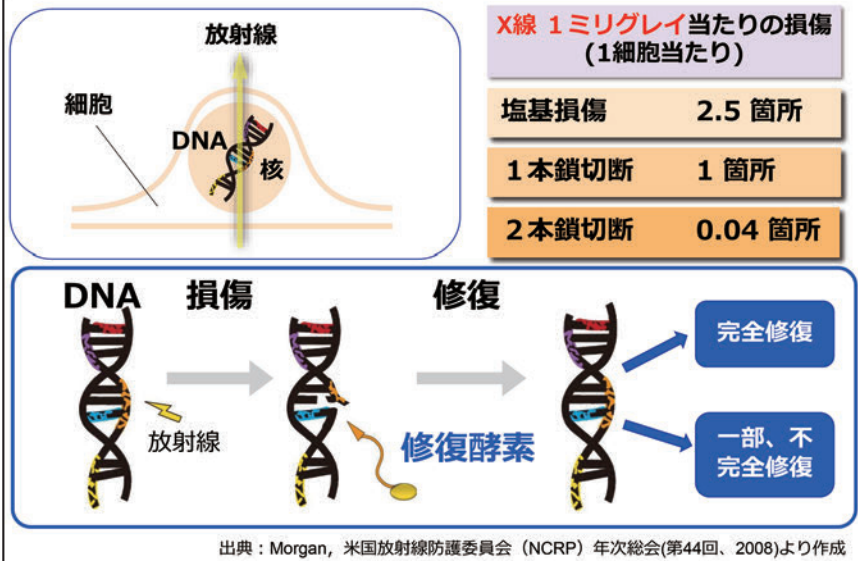 放射線
細胞
DNA
核
X線 1ミリグレイ当たりの損傷
(1細胞当たり)
塩基損傷 2.5 箇所
1本鎖切断 1 箇所
2本鎖切断 0.04 箇所
DNA 損傷 修復
放射線
修復酵素
完全修復
一部、不
完全修復
出典:Morgan,米国放射線防護委員会(NCRP)年次総会(第44回、2008)より作成